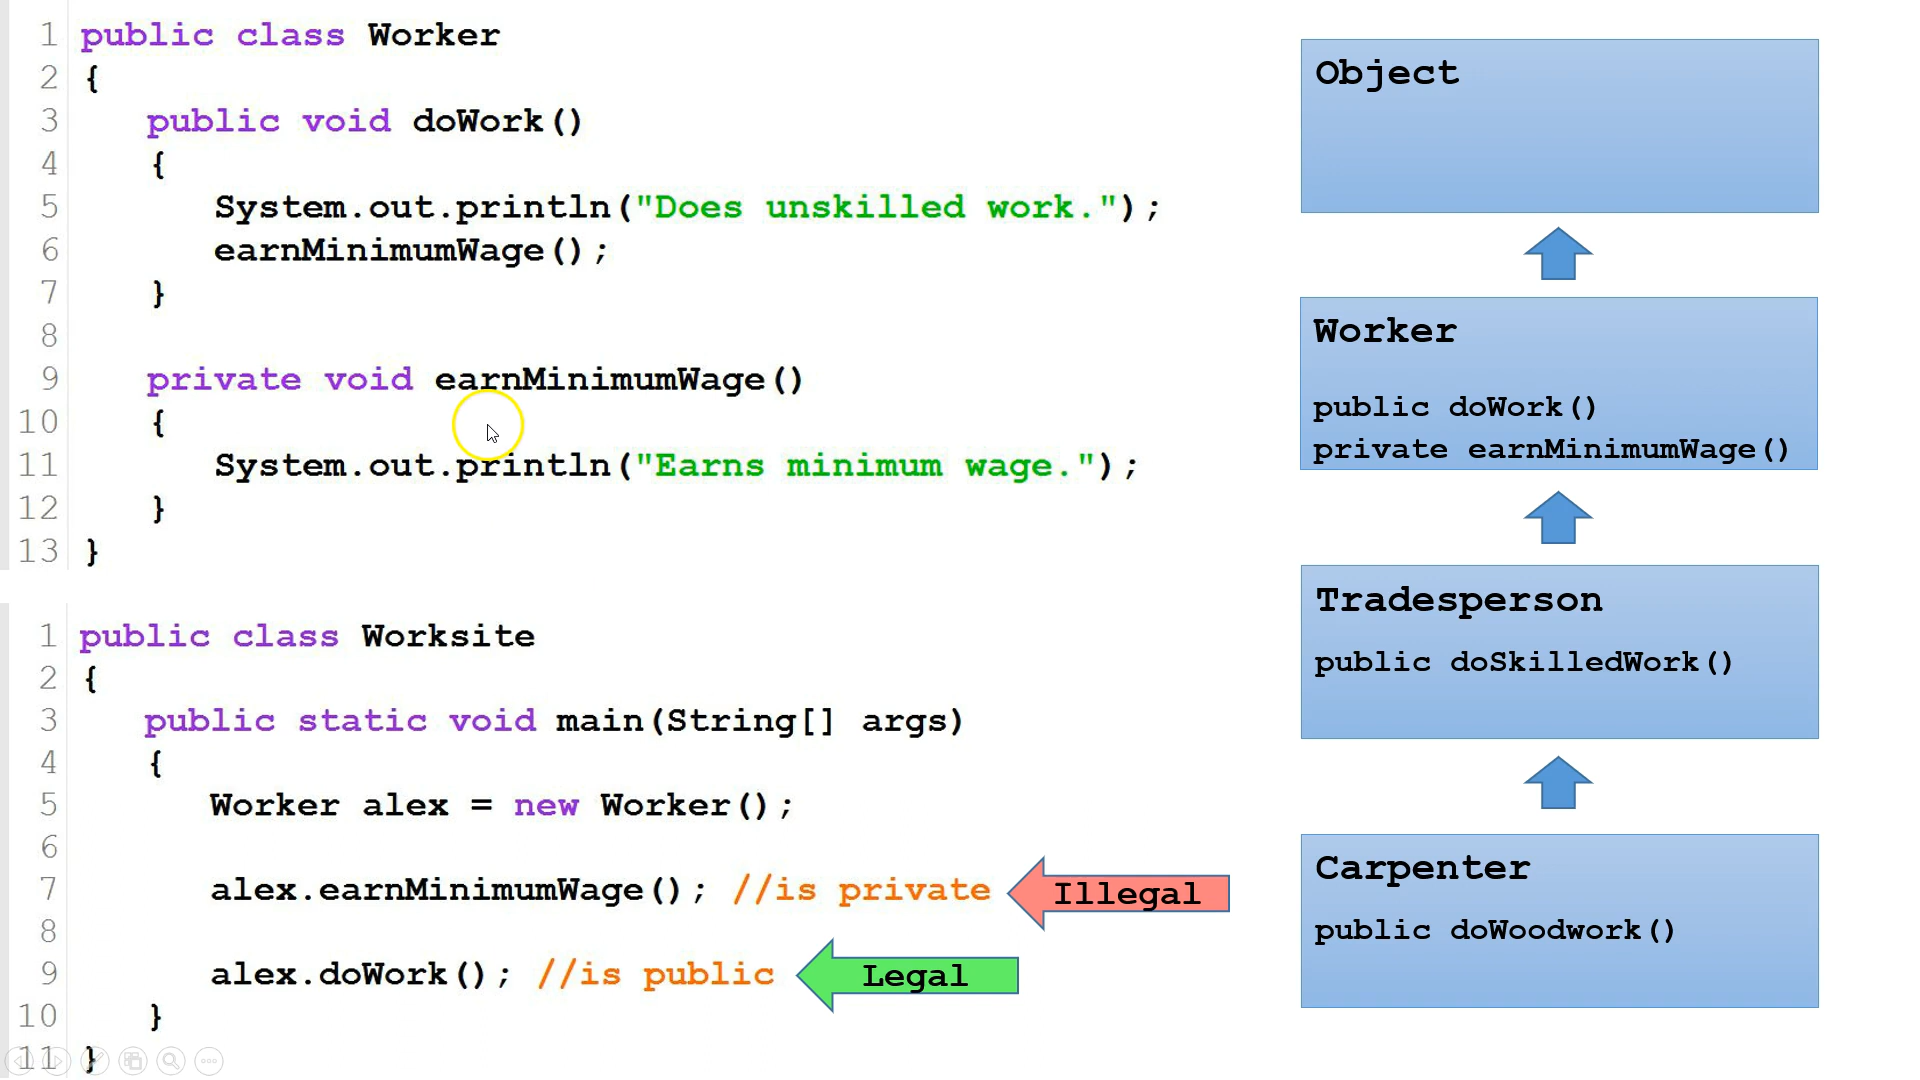 1 public class Worker
2 {
3 public void doWork()
4 {
5 System.out.println("Does unskilled work.");
6 earnMinimumWage();
7 }
8
9 private void earnMinimumWage()
10 {
11 System.out.println("Earns minimum wage.");
12 }
13 }
1 public class Worksite
2 {
3 public static void main(String[] args)
4 {
5 Worker alex = new Worker();
6
7 alex.earnMinimumWage(); //is private
Illegal
8
9 alex.doWork(); //is public
Legal
10 }
11 }
Object
Worker
public doWork()
private earnMinimumWage()
Tradesperson
public doSkilledWork()
Carpenter
public doWoodwork()